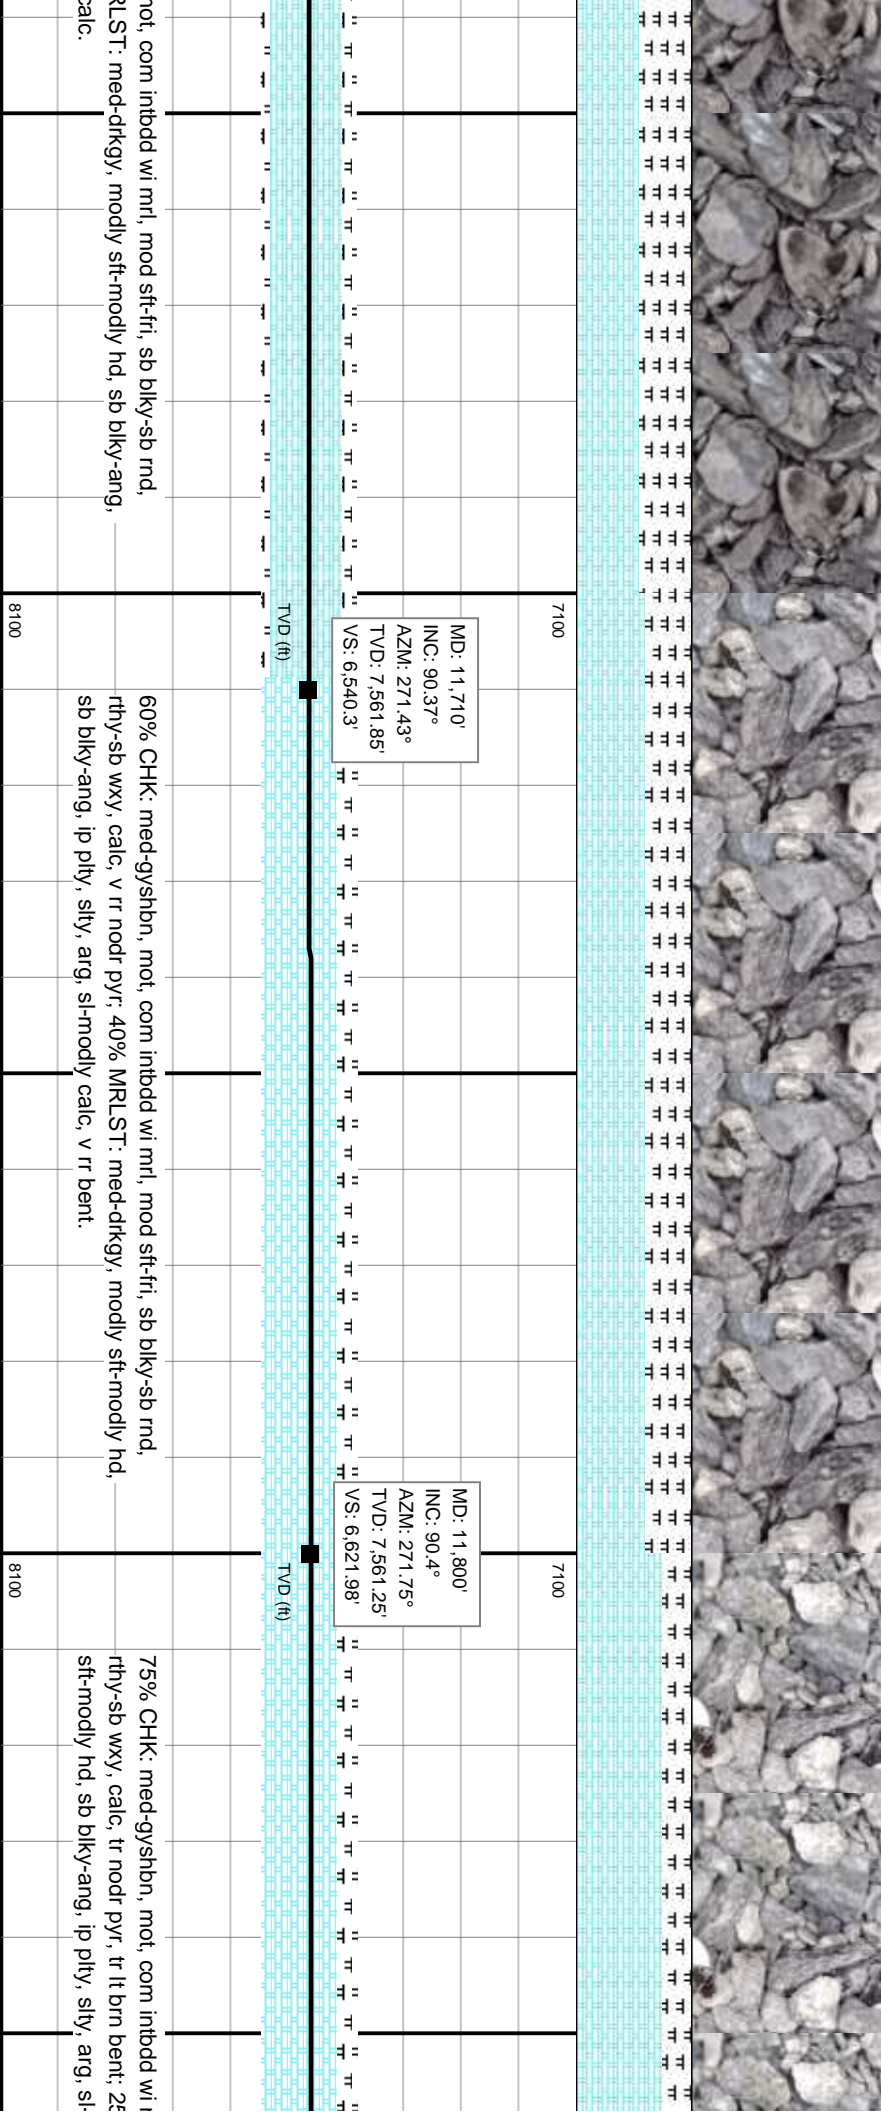 mot, com intbdd wi mrl, mod sft-fri, sb blky-sb rnd,
RLST: med-drkgy, modly sft-modly hd, sb blky-ang,
calc.
7100
TVD (ft)
8100
MD: 11,710'
INC: 90.37°
AZM: 271.43°
TVD: 7,561.85'
VS: 6,540.3'
60% CHK: med-gyshbn, mot, com intbdd wi mrl, mod sft-fri, sb blky-sb rnd,
rthy-sb wxy, calc, v rr nodr pyr; 40% MRLST: med-drkgy, modly sft-modly hd,
sb blky-ang, ip plty, slty, arg, sl-modly calc, v rr bent.
MD: 11,800'
INC: 90.4°
AZM: 271.75°
TVD: 7,561.25'
VS: 6,621.98'
7100
TVD (ft)
8100
75% CHK: med-gyshbn, mot, com intbdd wi
rthy-sb wxy, calc, tr nodr pyr, tr lt brn bent; 25
sft-modly hd, sb blky-ang, ip plty, slty, arg, sl-